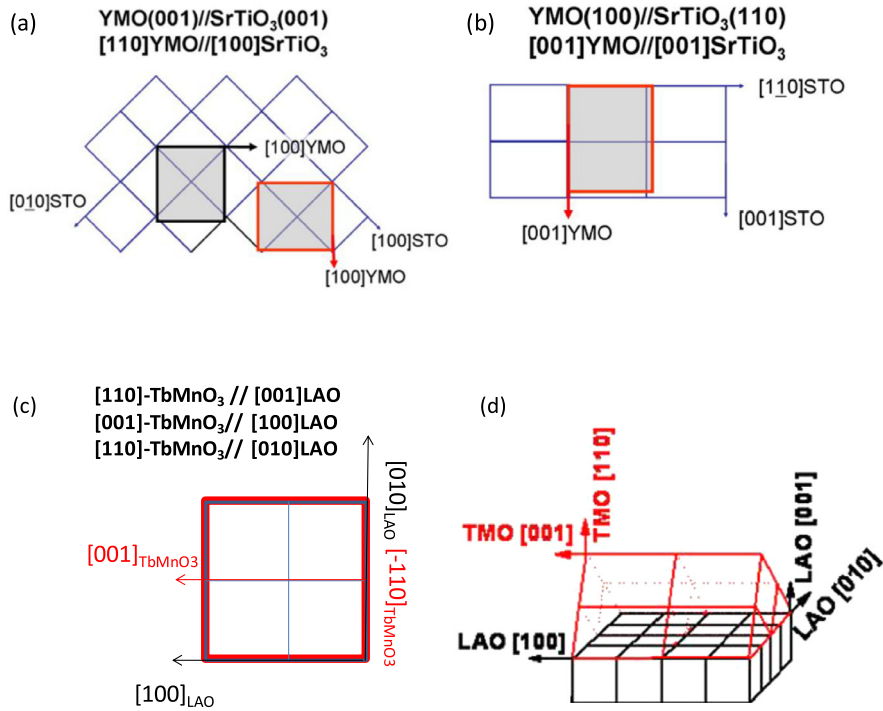 (a)
YMO(001)//SrTiO₃(001)
[110]YMO//[100]SrTiO₃
[100]YMO
[010]STO
[100]STO
[100]YMO
(b)
YMO(100)//SrTiO₃(110)
[001]YMO//[001]SrTiO₃
[110]STO
[001]YMO
[001]STO
(c)
[110]-TbMnO₃ // [001]LAO
[001]-TbMnO₃// [100]LAO
[110]-TbMnO₃// [010]LAO
[010]LAO [-110]TbMnO3
[001]TbMnO3
[100]LAO
(d)
TMO [110]
TMO [001]
LAO [001]
LAO [010]
LAO [100]